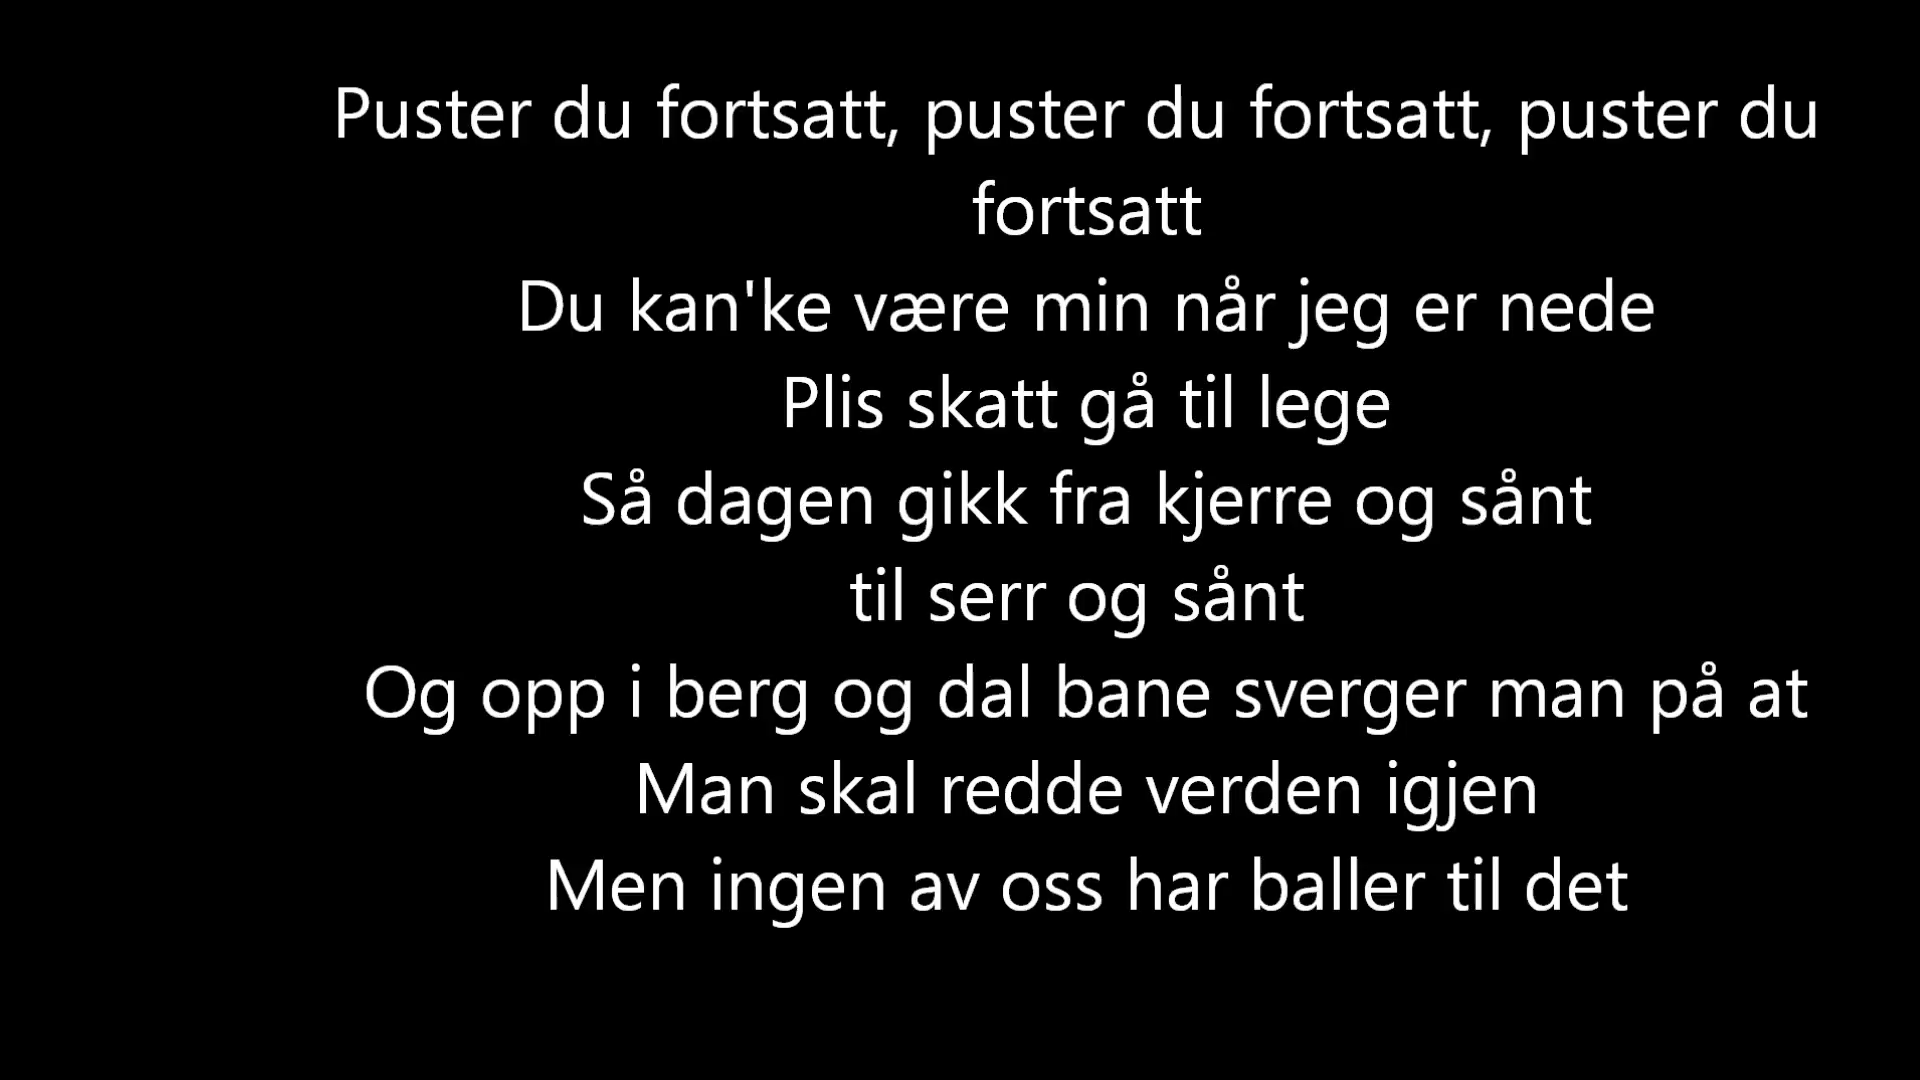 Puster du fortsatt, puster du fortsatt, puster du
fortsatt
Du kan'ke være min når jeg er nede
Plis skatt gå til lege
Så dagen gikk fra kjerre og sånt
til serr og sånt
Og opp i berg og dal bane sverger man på at
Man skal redde verden igjen
Men ingen av oss har baller til det